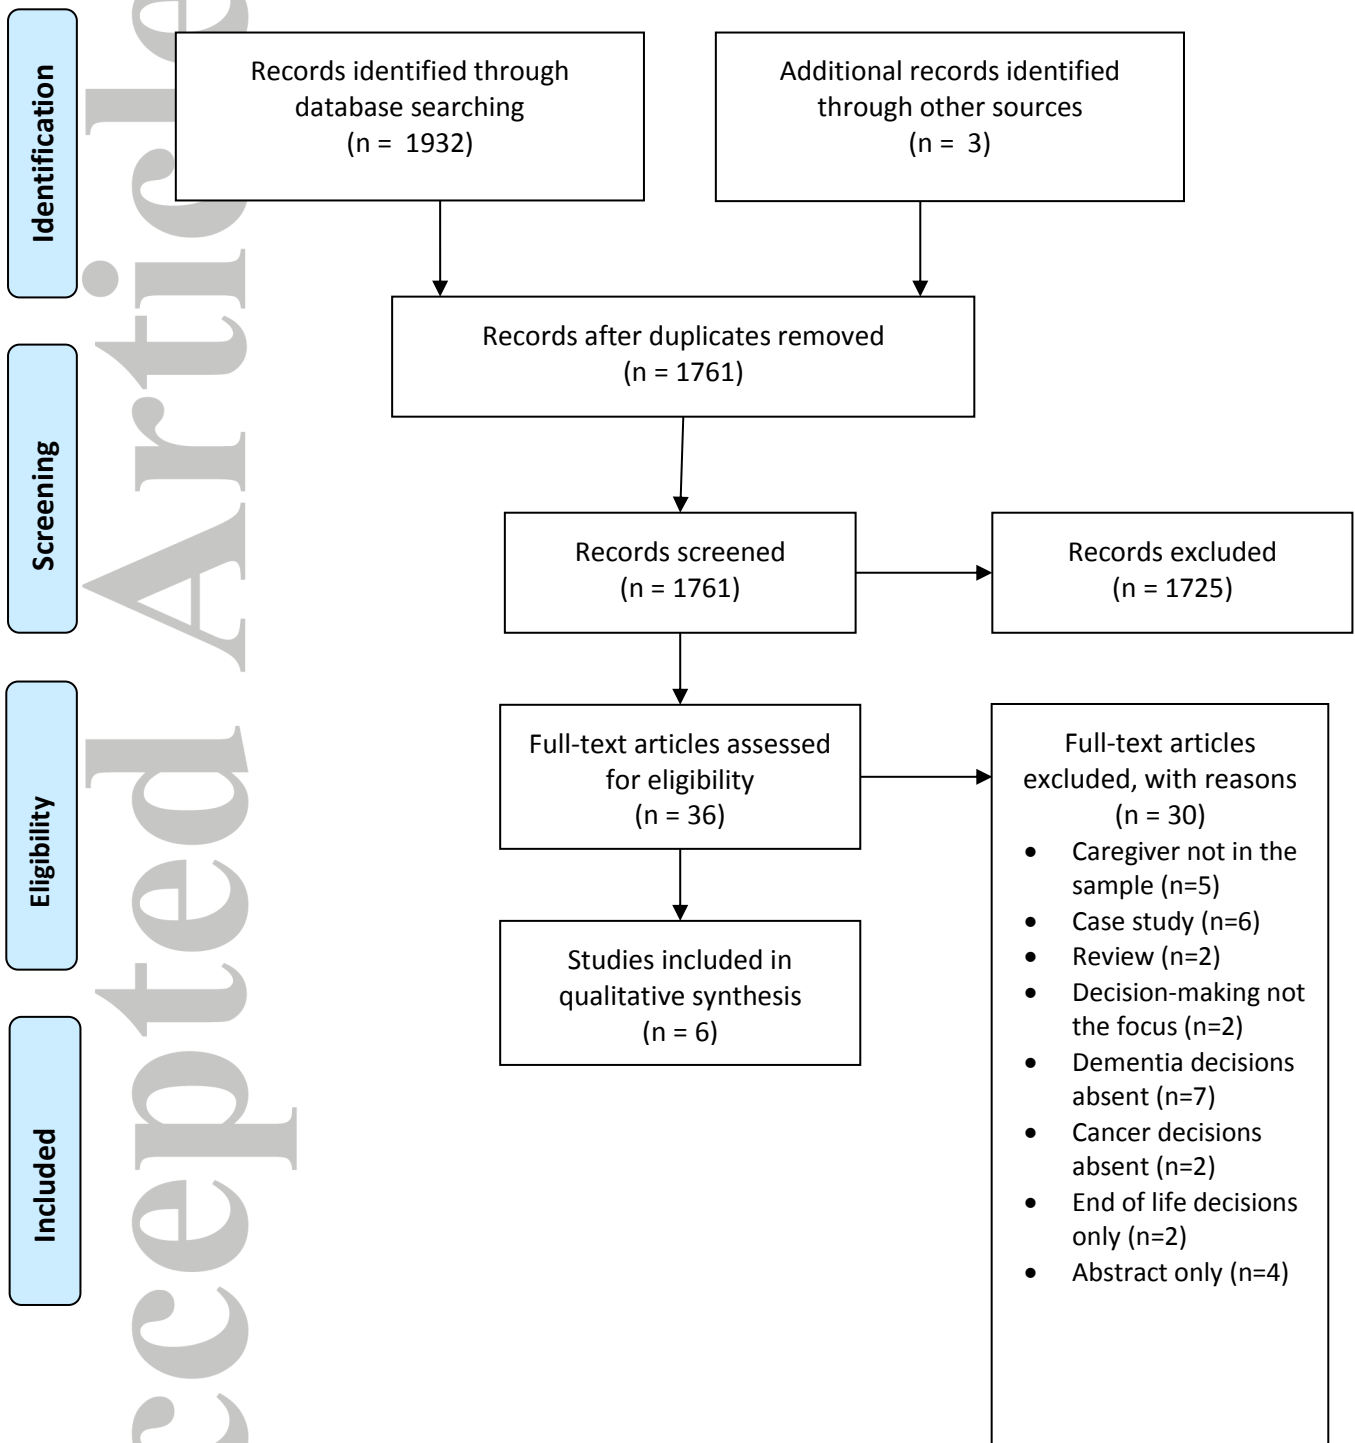 Identification
Records identified through
database searching
(n =  1932)
Additional records identified
through other sources
(n =  3)
Records after duplicates removed
(n = 1761)
Screening
Records screened
(n = 1761)
Records excluded
(n = 1725)
Eligibility
Full-text articles assessed
for eligibility
(n = 36)
Full-text articles
excluded, with reasons
(n = 30)
• Caregiver not in the
sample (n=5)
• Case study (n=6)
• Review (n=2)
• Decision-making not
the focus (n=2)
• Dementia decisions
absent (n=7)
• Cancer decisions
absent (n=2)
• End of life decisions
only (n=2)
• Abstract only (n=4)
Included
Studies included in
qualitative synthesis
(n = 6)
ccepted Article